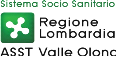 Sistema Socio Sanitario
Regione
Lombardia
ASST Valle Olona